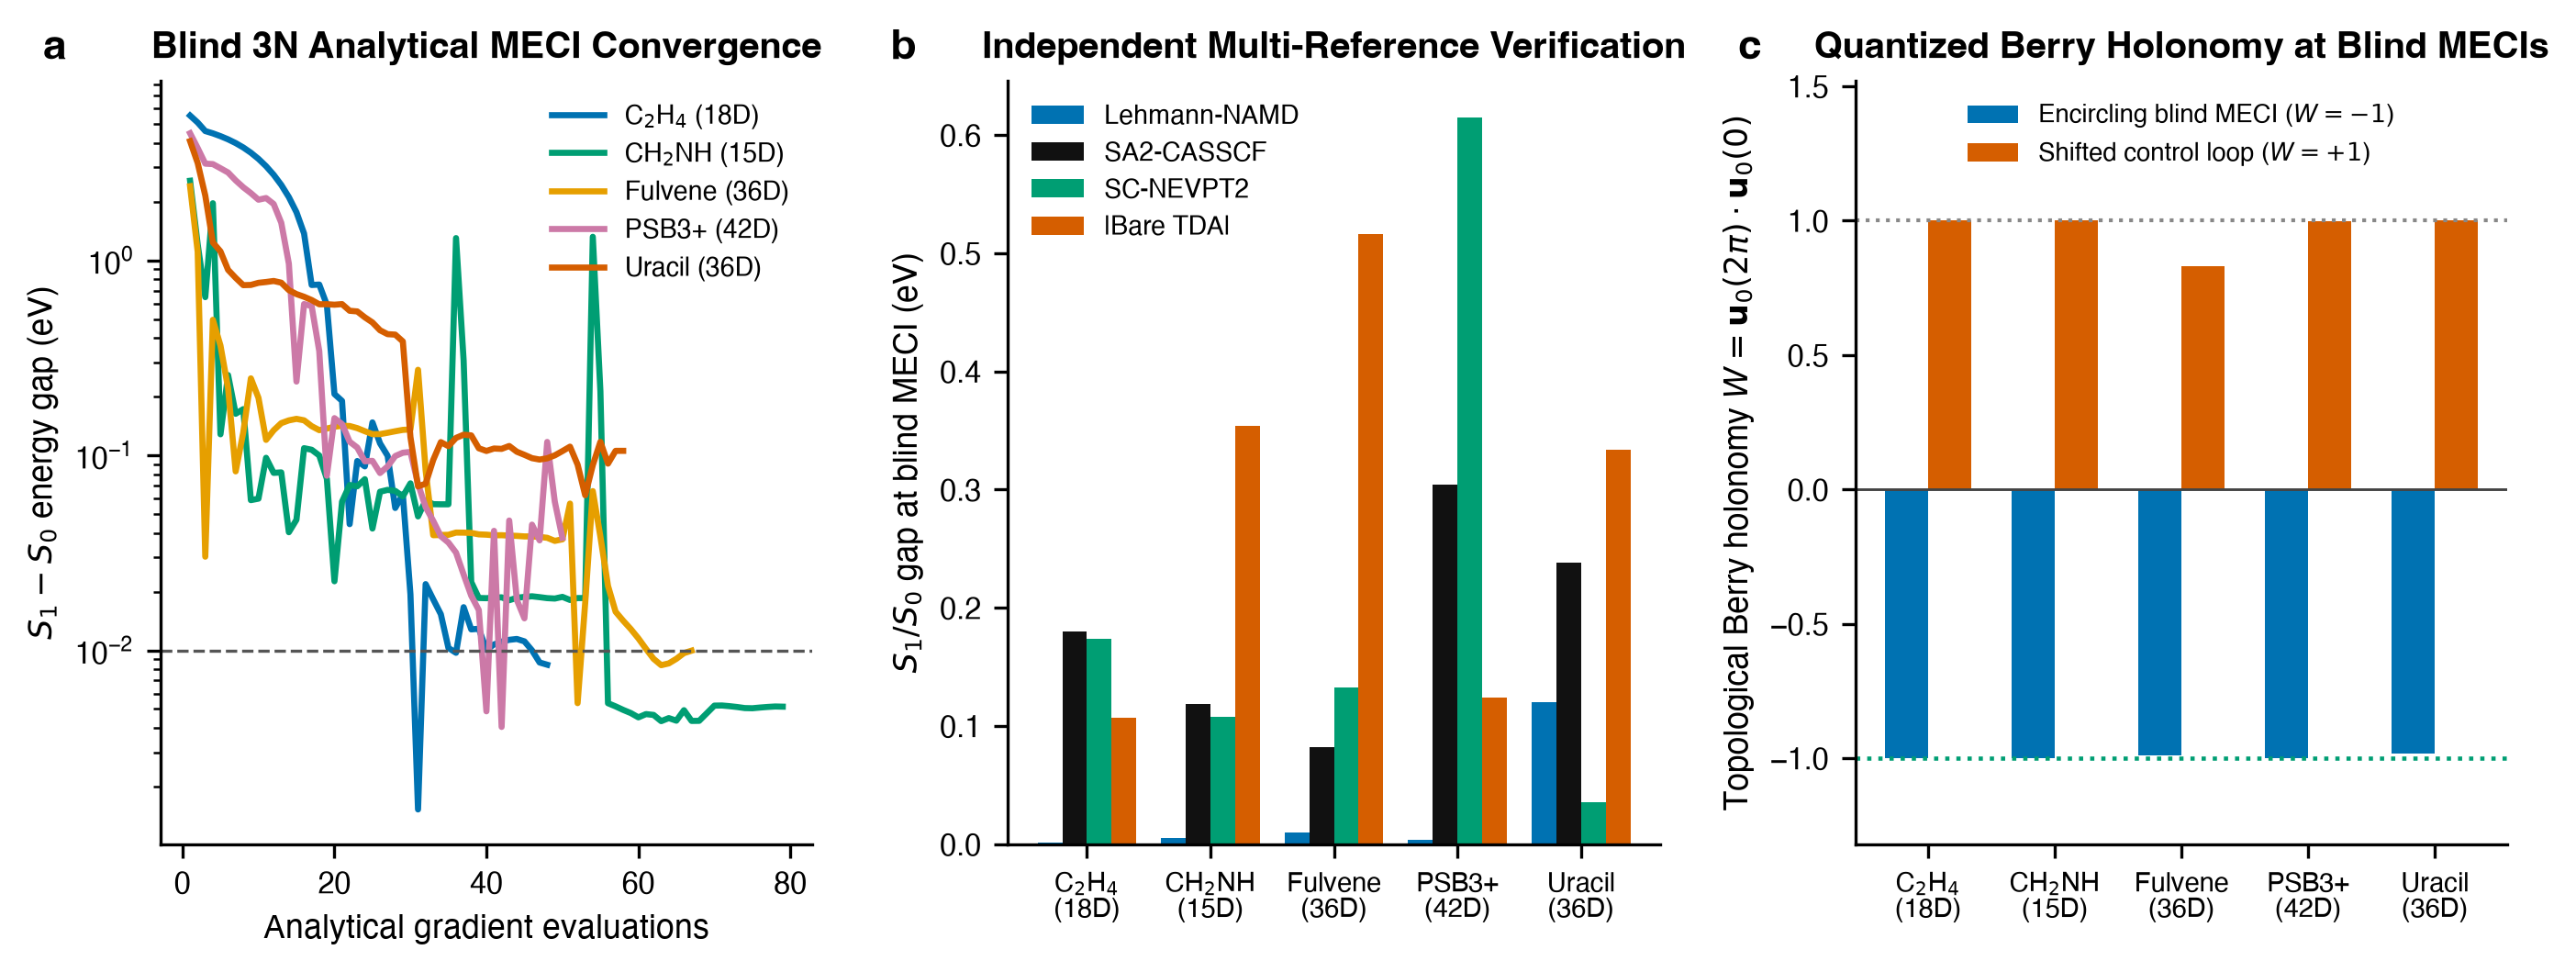 a
Blind 3N Analytical MECI Convergence
S₁ − S₀ energy gap (eV)
10⁰
10⁻¹
10⁻²
C₂H₄ (18D)
CH₂NH (15D)
Fulvene (36D)
PSB3+ (42D)
Uracil (36D)
0
20
40
60
80
Analytical gradient evaluations
b
Independent Multi-Reference Verification
S₁/S₀ gap at blind MECI (eV)
0.6
0.5
0.4
0.3
0.2
0.1
0.0
Lehmann-NAMD
SA2-CASSCF
SC-NEVPT2
|Bare TDA|
C₂H₄
(18D)
CH₂NH
(15D)
Fulvene
(36D)
PSB3+
(42D)
Uracil
(36D)
c
Quantized Berry Holonomy at Blind MECIs
Topological Berry holonomy W = u₀(2π) · u₀(0)
1.5
1.0
0.5
0.0
−0.5
−1.0
Encircling blind MECI (W = −1)
Shifted control loop (W = +1)
C₂H₄
(18D)
CH₂NH
(15D)
Fulvene
(36D)
PSB3+
(42D)
Uracil
(36D)